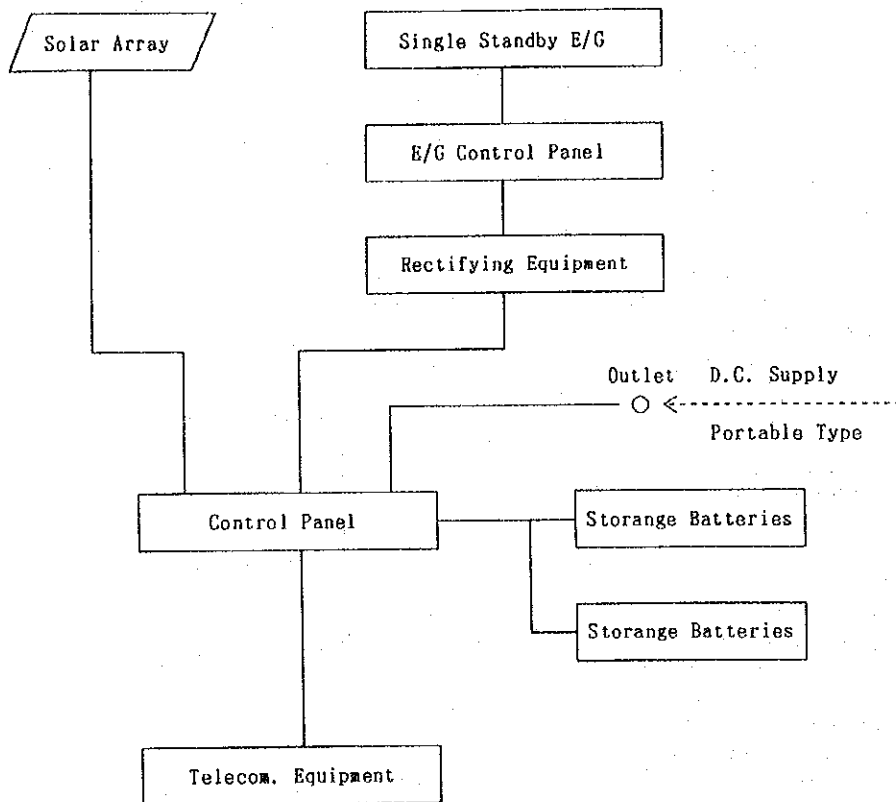 Solar Array
Single Standby E/G
E/G Control Panel
Rectifying Equipment
Outlet D.C. Supply
Portable Type
Control Panel
Storange Batteries
Storange Batteries
Telecom. Equipment